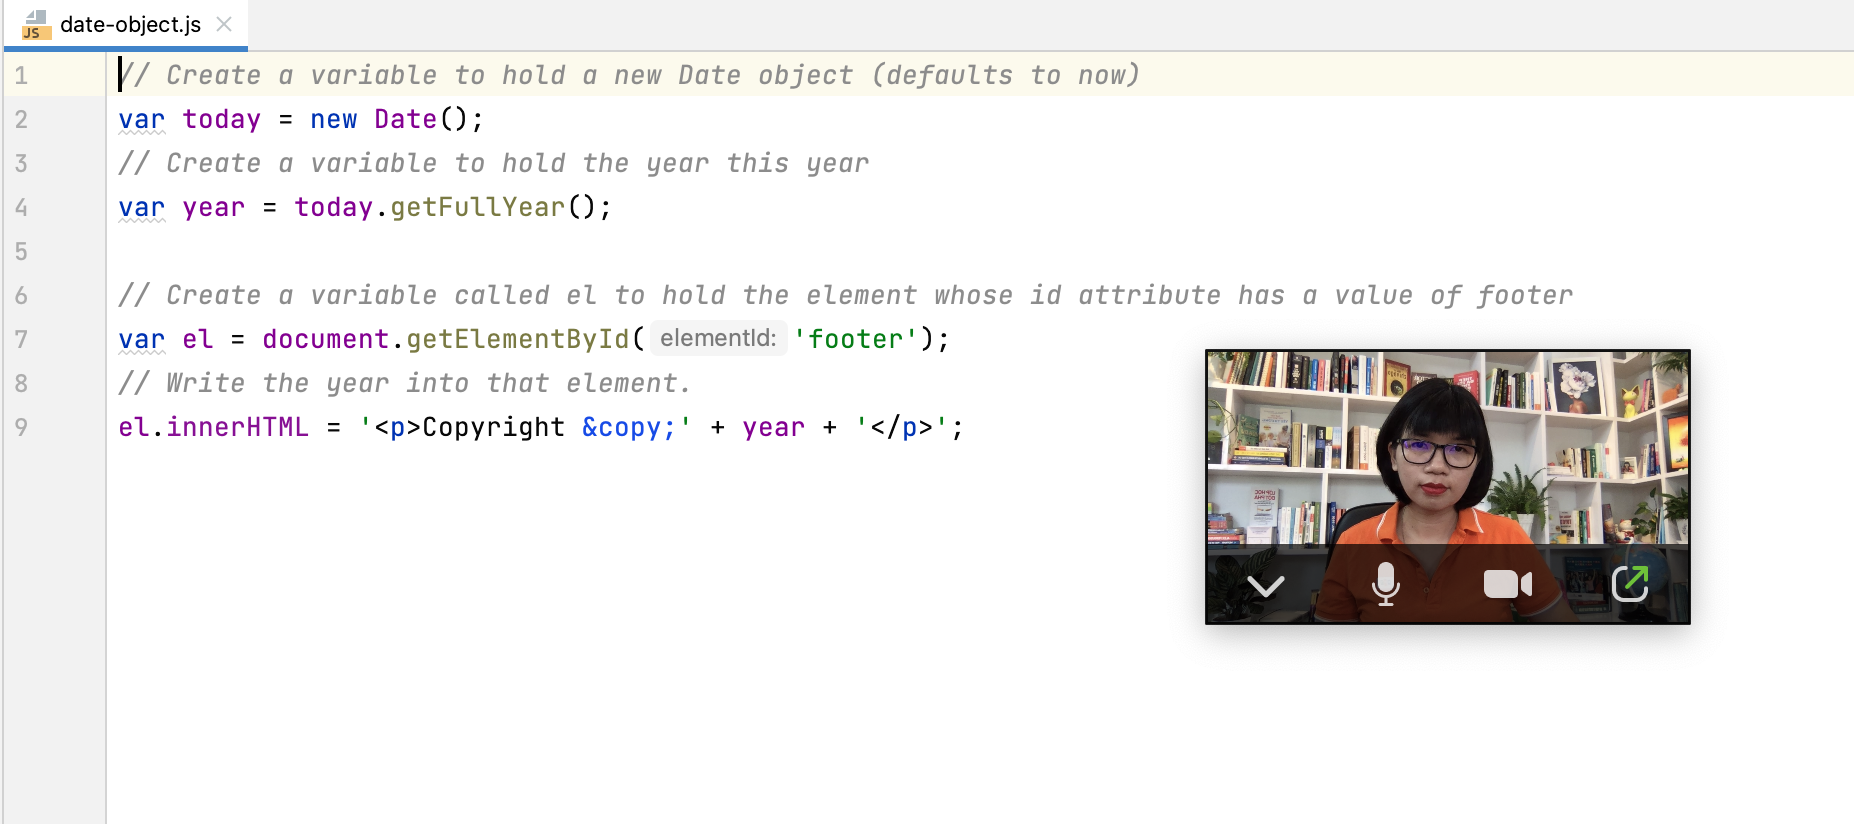 date-object.js
1 // Create a variable to hold a new Date object (defaults to now)
2 var today = new Date();
3 // Create a variable to hold the year this year
4 var year = today.getFullYear();
5
6 // Create a variable called el to hold the element whose id attribute has a value of footer
7 var el = document.getElementById( elementId: 'footer');
8 // Write the year into that element.
9 el.innerHTML = '<p>Copyright &copy;' + year + '</p>';
JS